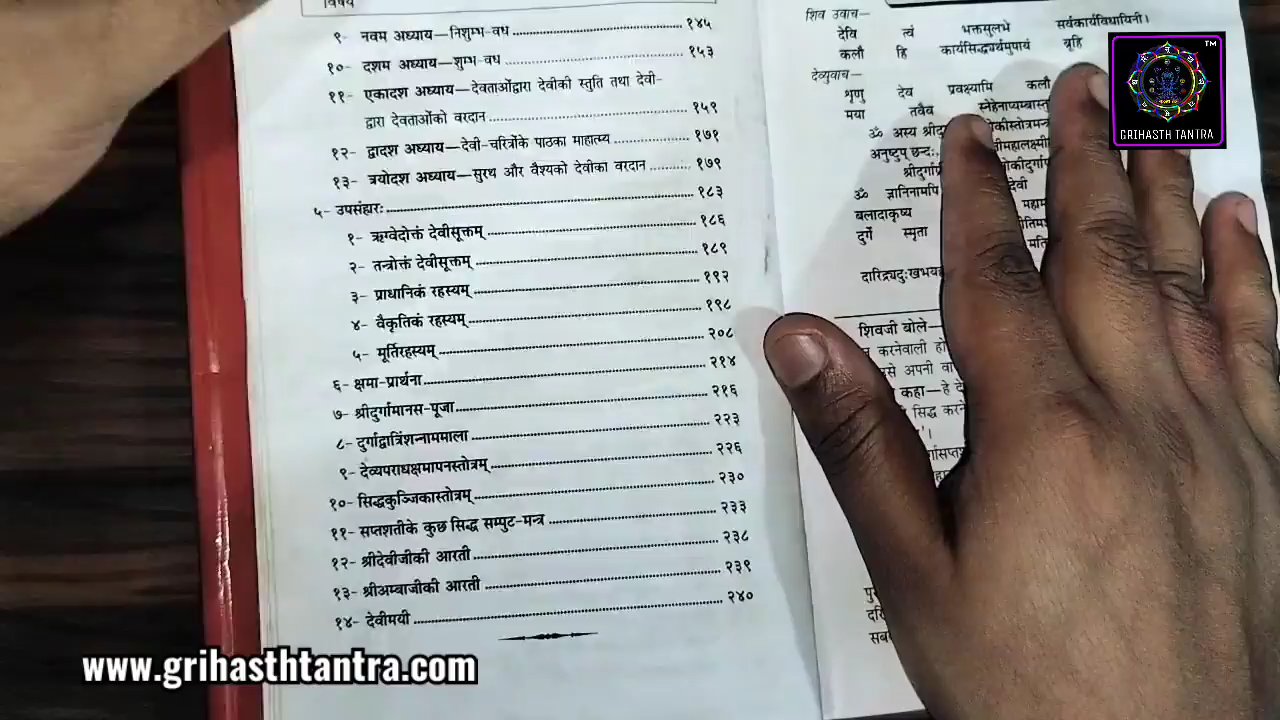 विषय
९- नवम अध्याय—निशुम्भ-वध ........ १४५
१०- दशम अध्याय—शुम्भ-वध ........ १५३
११- एकादश अध्याय—देवताओंद्वारा देवीकी स्तुति तथा देवी-
द्वारा देवताओंको वरदान ........ १५९
१२- द्वादश अध्याय—देवी-चरित्रोंके पाठका माहात्म्य ........ १७१
१३- त्रयोदश अध्याय—सुरथ और वैश्यको देवीका वरदान ........ १७९
५- उपसंहारः ........ १८३
१- ऋग्वेदोक्तं देवीसूक्तम् ........ १८६
२- तन्त्रोक्तं देवीसूक्तम् ........ १८९
३- प्राधानिकं रहस्यम् ........ १९२
४- वैकृतिकं रहस्यम् ........ १९८
५- मूर्तिरहस्यम् ........ २०८
६- क्षमा-प्रार्थना ........ २१४
७- श्रीदुर्गामानस-पूजा ........ २१६
८- दुर्गाद्वात्रिंशन्नाममाला ........ २२३
९- देव्यपराधक्षमापनस्तोत्रम् ........ २२६
१०- सिद्धकुञ्जिकास्तोत्रम् ........ २३०
११- सप्तशतीके कुछ सिद्ध सम्पुट-मन्त्र ........ २३३
१२- श्रीदेवीजीकी आरती ........ २३८
१३- श्रीअम्बाजीकी आरती ........ २३९
१४- देवीमयी ........ २४०
शिव उवाच—
देवि त्वं भक्तसुलभे सर्वकार्यविधायिनी।
कलौ हि कार्यसिद्ध्यर्थमुपायं ब्रूहि
देव्युवाच—
शृणु देव प्रवक्ष्यामि कलौ
मया तवैव स्नेहेनाप्यम्बास्तु
ॐ अस्य
अनुष्टुप् छन्दः,
ॐ ज्ञानिनामपि देवी
बलादाकृष्य
दुर्गे स्मृता
दारिद्र्यदुःखभय
शिवजी बोले—
करनेवाली हो
अपनी
कहा—हे
सिद्ध
GRIHASTH TANTRA
TM
www.grihasthtantra.com